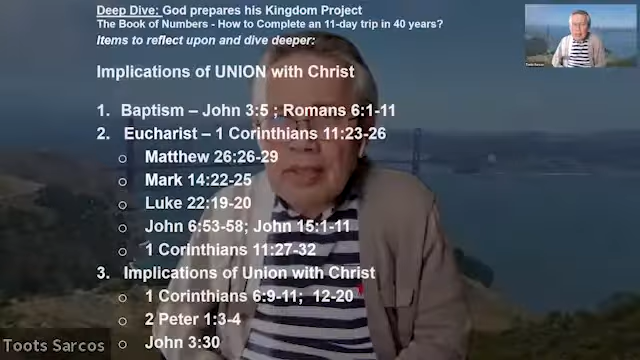 Deep Dive: God prepares his Kingdom Project
The Book of Numbers - How to Complete an 11-day trip in 40 years?
Items to reflect upon and dive deeper:
Implications of UNION with Christ
1. Baptism – John 3:5 ; Romans 6:1-11
2. Eucharist – 1 Corinthians 11:23-26
o Matthew 26:26-29
o Mark 14:22-25
o Luke 22:19-20
o John 6:53-58; John 15:1-11
o 1 Corinthians 11:27-32
3. Implications of Union with Christ
o 1 Corinthians 6:9-11; 12-20
o 2 Peter 1:3-4
o John 3:30
Toots Sarcos
Toots Sarcos